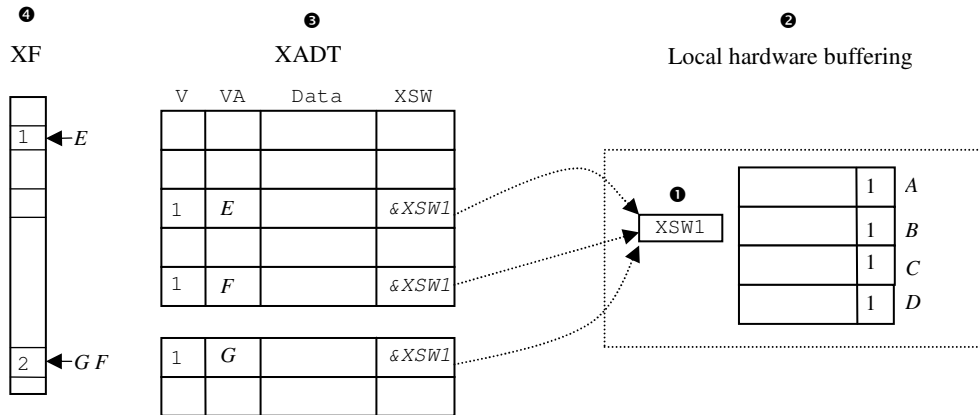 ❹ ❸ ❷
XF XADT Local hardware buffering
V VA Data XSW
1 E
1 A
1 E &XSW1
❶
XSW1
1 B
1 C
1 F &XSW1
1 D
2 G F
1 G &XSW1